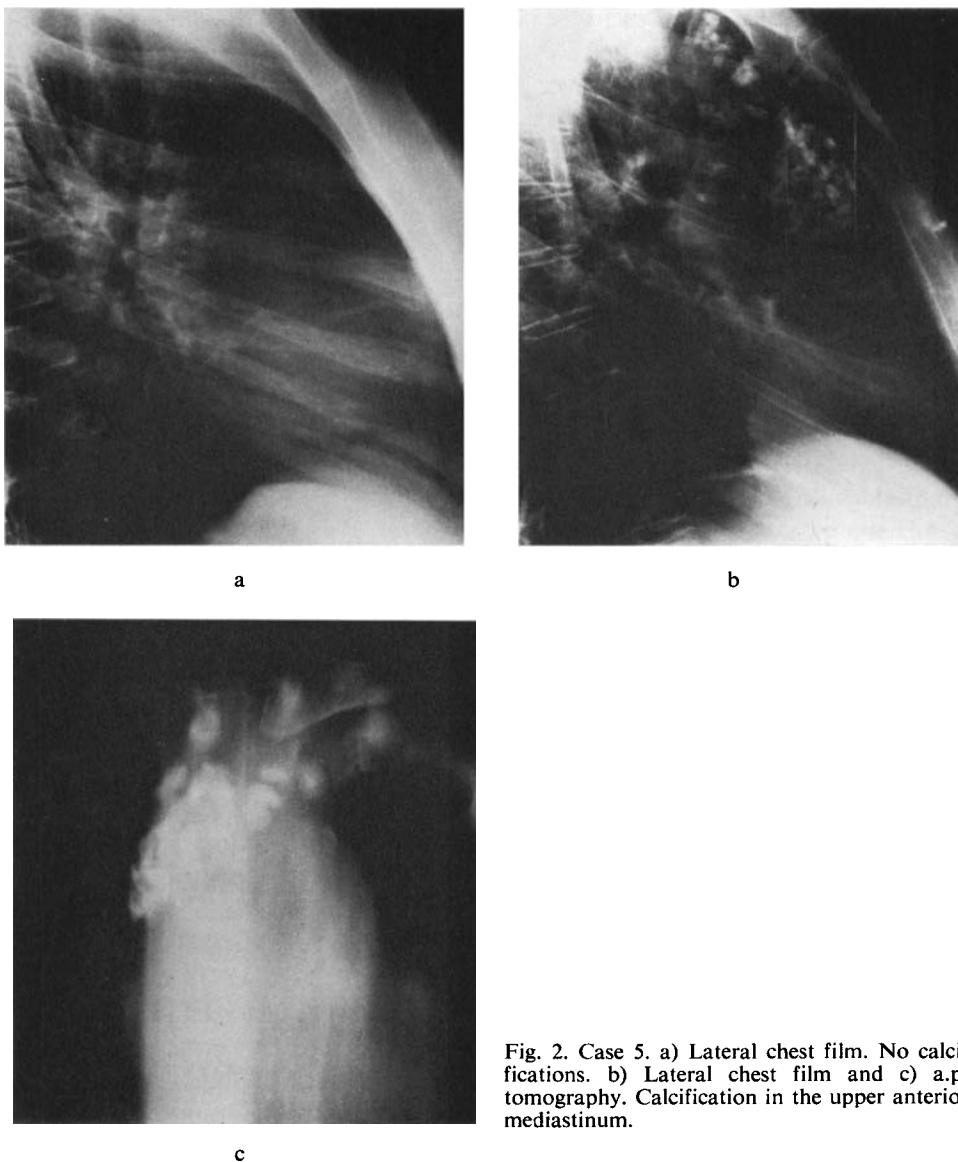 a
b
c
Fig. 2. Case 5. a) Lateral chest film. No calci
fications. b) Lateral chest film and c) a.p
tomography. Calcification in the upper anterio
mediastinum.